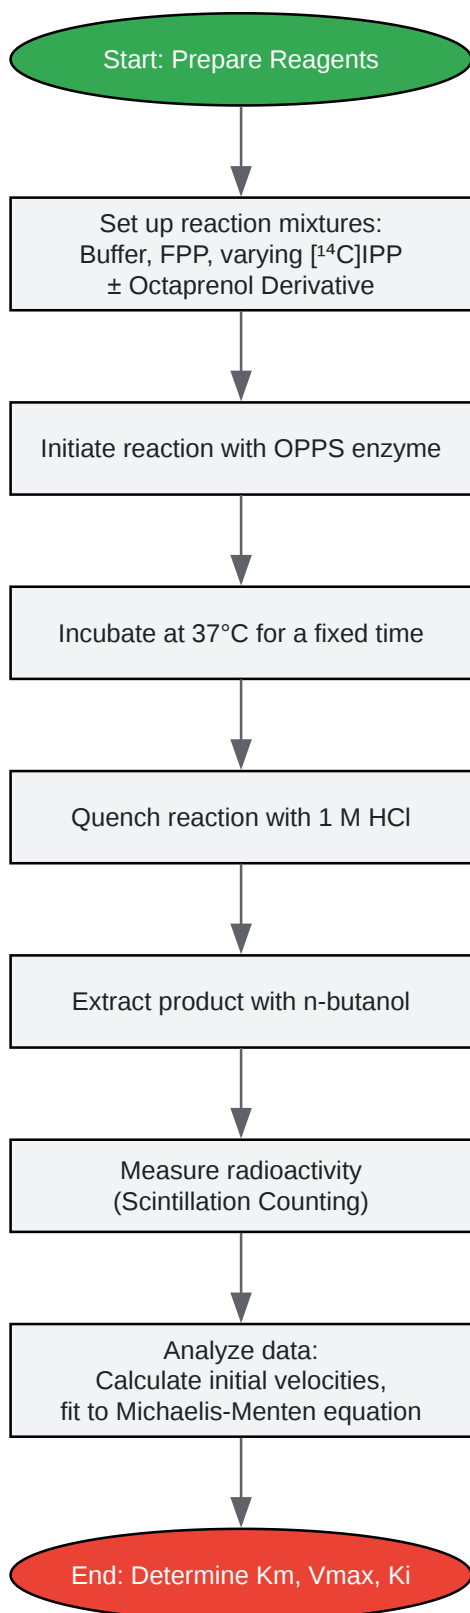 Start: Prepare Reagents
Set up reaction mixtures:
Buffer, FPP, varying [¹⁴C]IPP
± Octaprenol Derivative
Initiate reaction with OPPS enzyme
Incubate at 37°C for a fixed time
Quench reaction with 1 M HCl
Extract product with n-butanol
Measure radioactivity
(Scintillation Counting)
Analyze data:
Calculate initial velocities,
fit to Michaelis-Menten equation
End: Determine Km, Vmax, Ki